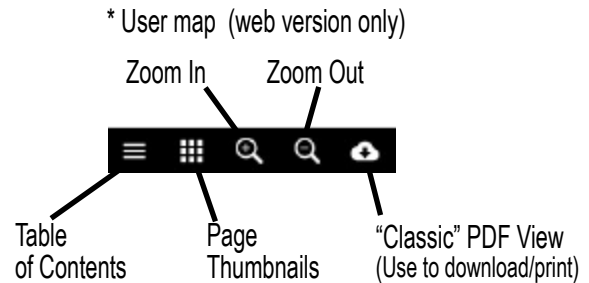 * User map (web version only)
Zoom In
Zoom Out
Table
of Contents
Page
Thumbnails
“Classic” PDF View
(Use to download/print)